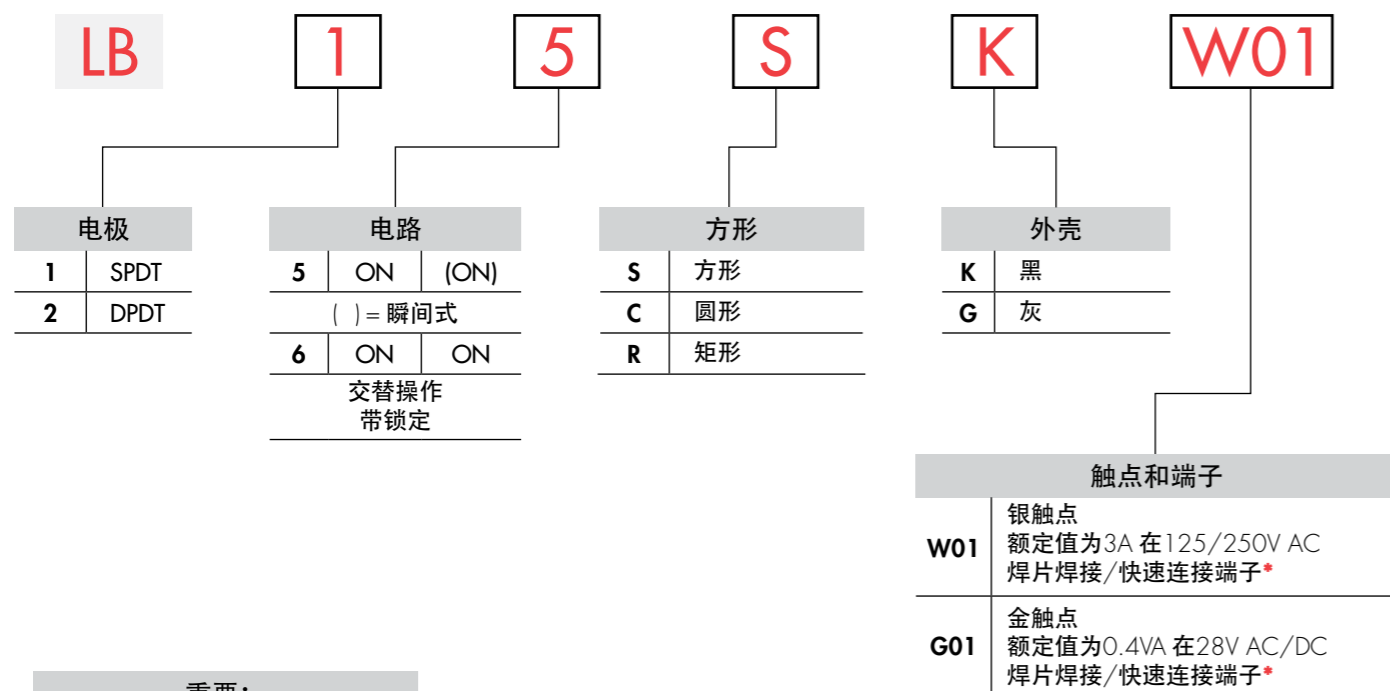 LB 1 5 S K W01
电极
1 SPDT
2 DPDT
电路
5 ON (ON)
( ) = 瞬间式
6 ON ON
交替操作
带锁定
方形
S 方形
C 圆形
R 矩形
外壳
K 黑
G 灰
触点和端子
W01 银触点
额定值为3A 在125/250V AC
焊片焊接/快速连接端子*
G01 金触点
额定值为0.4VA 在28V AC/DC
焊片焊接/快速连接端子*
重要: